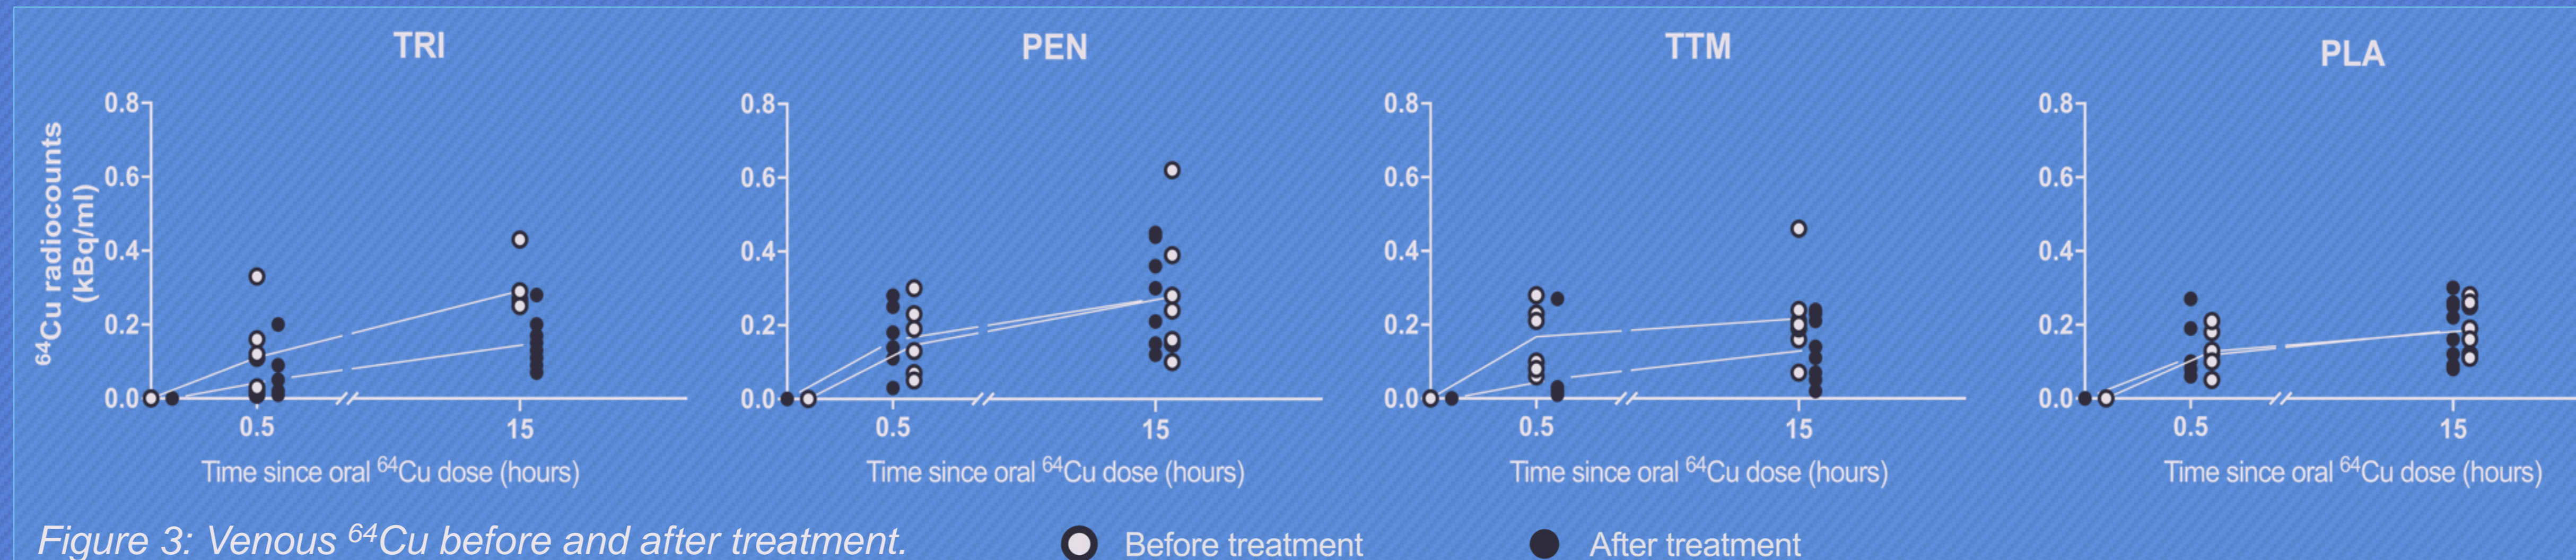 TRI
PEN
TTM
PLA
⁶⁴Cu radiocounts
(kBq/ml)
0.8
0.6
0.4
0.2
0.0
0.5
15
Time since oral ⁶⁴Cu dose (hours)
0.8
0.6
0.4
0.2
0.0
0.5
15
Time since oral ⁶⁴Cu dose (hours)
0.8
0.6
0.4
0.2
0.0
0.5
15
Time since oral ⁶⁴Cu dose (hours)
0.8
0.6
0.4
0.2
0.0
0.5
15
Time since oral ⁶⁴Cu dose (hours)
Figure 3: Venous ⁶⁴Cu before and after treatment.
Before treatment
After treatment